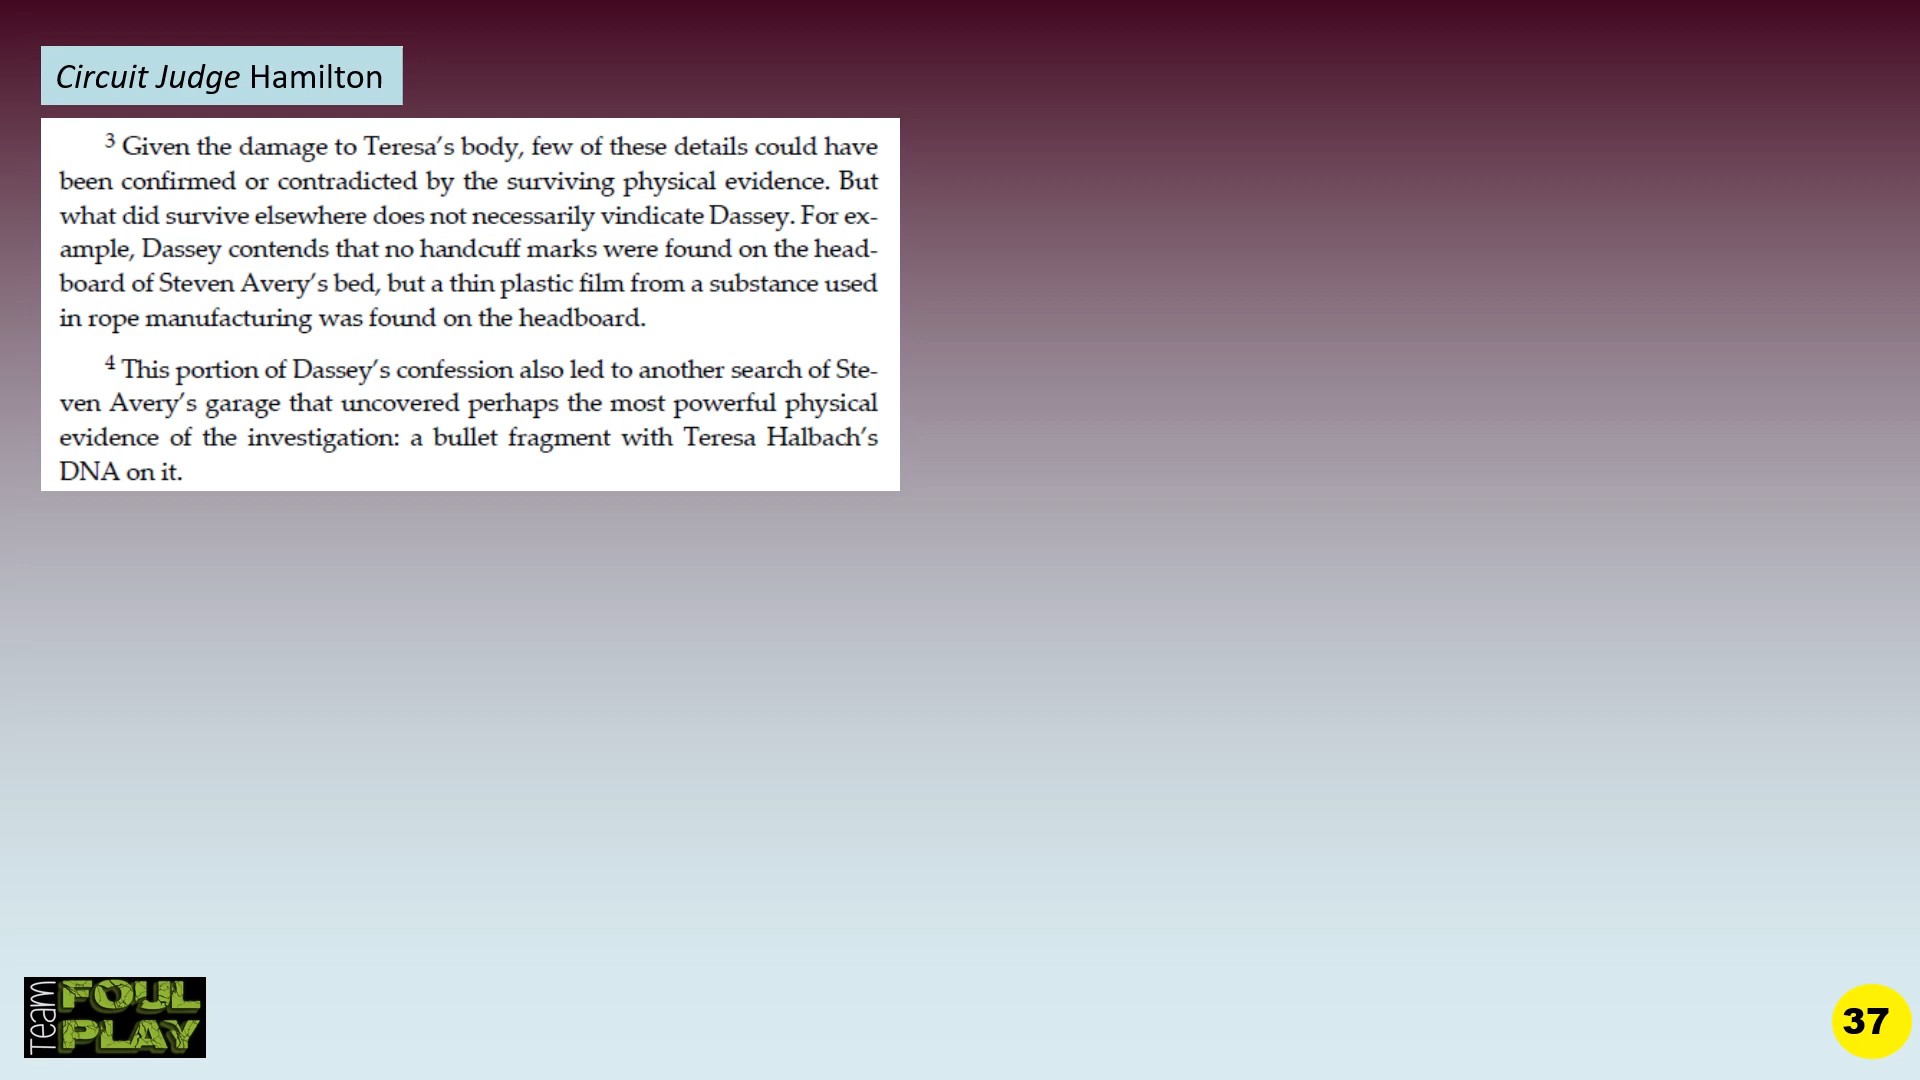 Circuit Judge Hamilton
3 Given the damage to Teresa's body, few of these details could have
been confirmed or contradicted by the surviving physical evidence. But
what did survive elsewhere does not necessarily vindicate Dassey. For ex-
ample, Dassey contends that no handcuff marks were found on the head-
board of Steven Avery's bed, but a thin plastic film from a substance used
in rope manufacturing was found on the headboard.
4 This portion of Dassey's confession also led to another search of Ste-
ven Avery's garage that uncovered perhaps the most powerful physical
evidence of the investigation: a bullet fragment with Teresa Halbach's
DNA on it.
Team
FOUL
PLAY
37